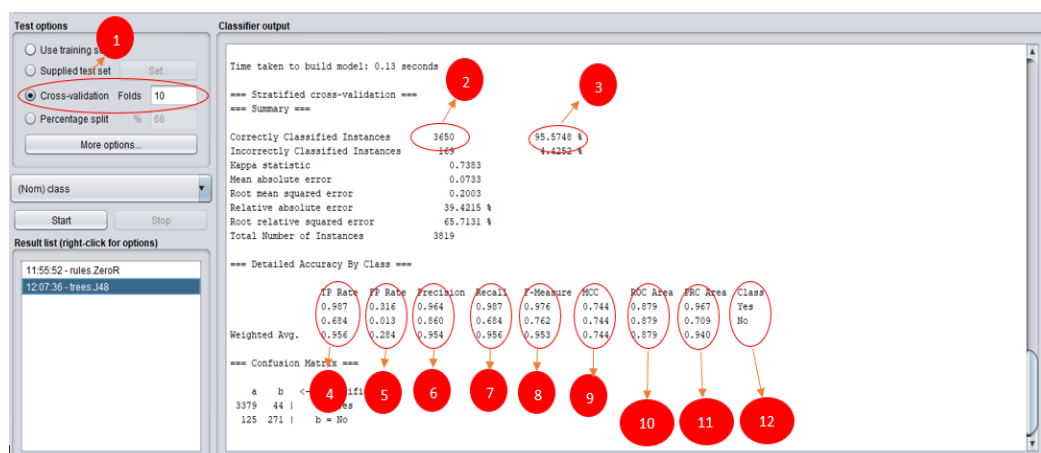 Test options
Use training s
1
Supplied test set Set...
Cross-validation Folds 10
Percentage split % 66
More options...
(Nom) class
Start Stop
Result list (right-click for options)
11:55:52 - rules.ZeroR
12:07:36 - trees.J48
Classifier output
Time taken to build model: 0.13 seconds
2
3
=== Stratified cross-validation ===
=== Summary ===
Correctly Classified Instances 3650 95.5748 %
Incorrectly Classified Instances 169 4.4252 %
Kappa statistic 0.7383
Mean absolute error 0.0733
Root mean squared error 0.2003
Relative absolute error 39.4215 %
Root relative squared error 65.7131 %
Total Number of Instances 3819
=== Detailed Accuracy By Class ===
TP Rate FP Rate Precision Recall F-Measure MCC ROC Area PRC Area Class
0.987 0.316 0.964 0.987 0.976 0.744 0.879 0.967 Yes
0.684 0.013 0.860 0.684 0.762 0.744 0.879 0.709 No
Weighted Avg. 0.956 0.284 0.954 0.956 0.953 0.744 0.879 0.940
=== Confusion Matrix ===
4 5 6 7 8 9 10 11 12
a b <-
3379 44 | es
125 271 | b = No